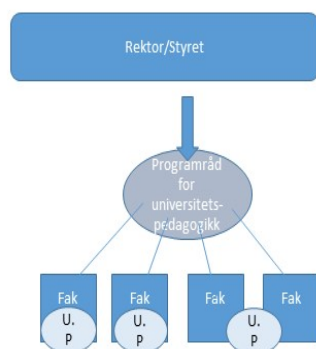 Rektor/Styret
Programråd
for
universitets-
pedagogikk
Fak
Fak
Fak
Fak
U.
P
U.
P
U.
P